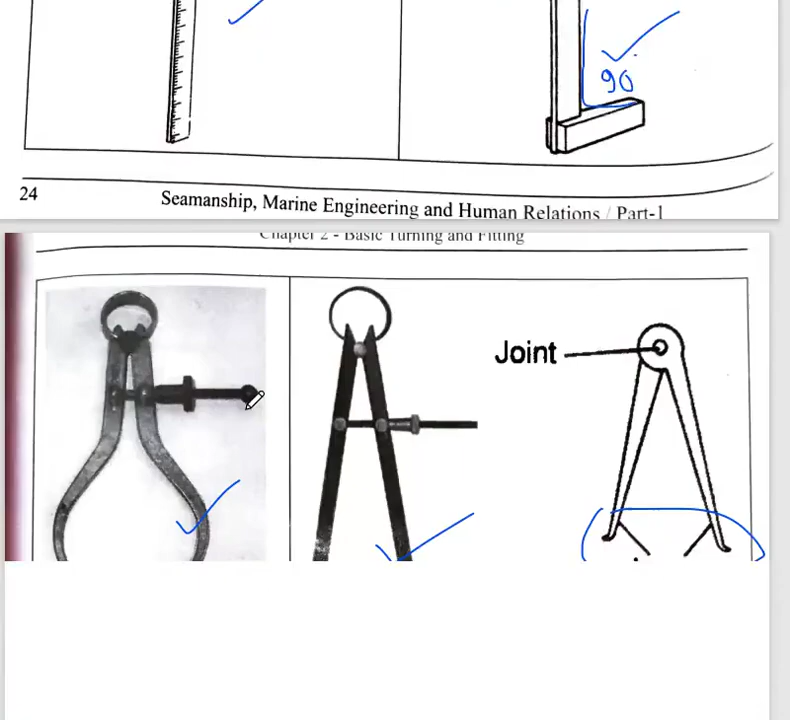 90
24
Seamanship, Marine Engineering and Human Relations / Part-1
Chapter 2 - Basic Turning and Fitting
Joint